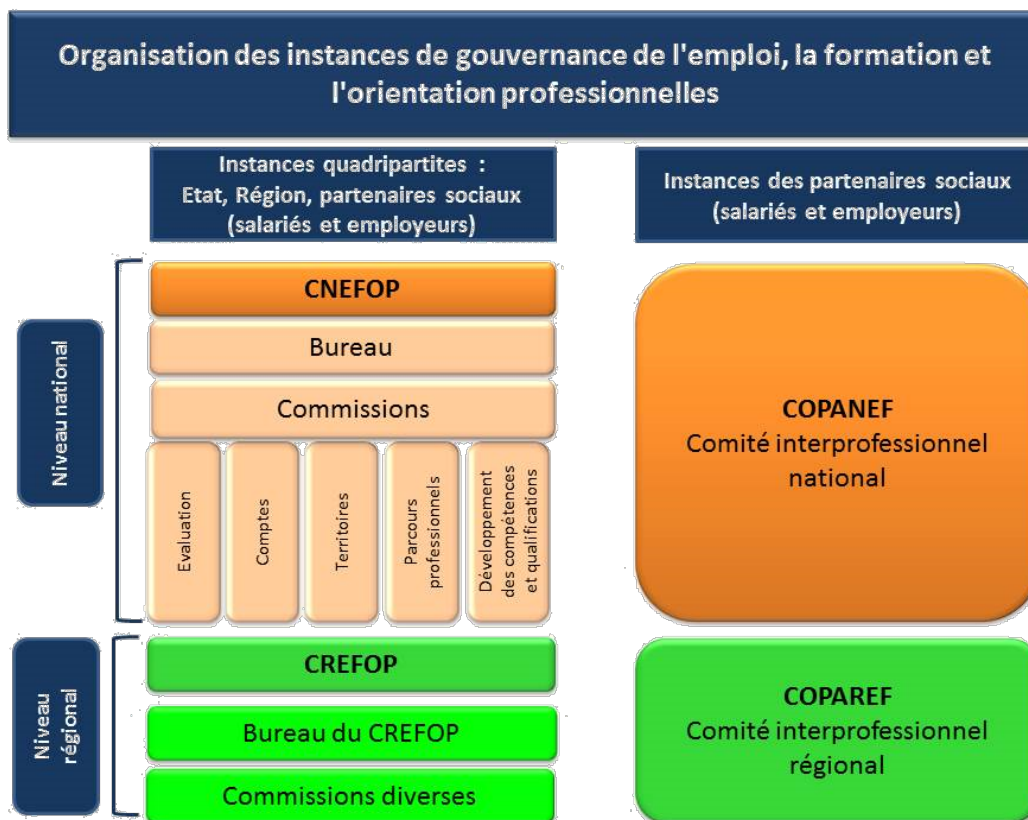 Organisation des instances de gouvernance de l'emploi, la formation et
l'orientation professionnelles
Instances quadripartites :
Etat, Région, partenaires sociaux
(salariés et employeurs)
Instances des partenaires sociaux
(salariés et employeurs)
Niveau national
CNEFOP
Bureau
Commissions
Evaluation
Comptes
Territoires
Parcours
professionnels
Développement
des compétences
et qualifications
COPANEF
Comité interprofessionnel
national
Niveau
régional
CREFOP
Bureau du CREFOP
Commissions diverses
COPAREF
Comité interprofessionnel
régional